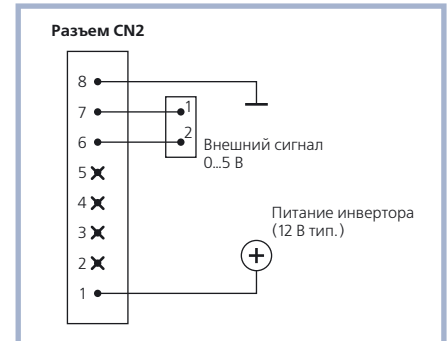 Разъем CN2
8
7
6
5
4
3
2
1
1
2
Внешний сигнал
0...5 В
Питание инвертора
(12 В тип.)
+